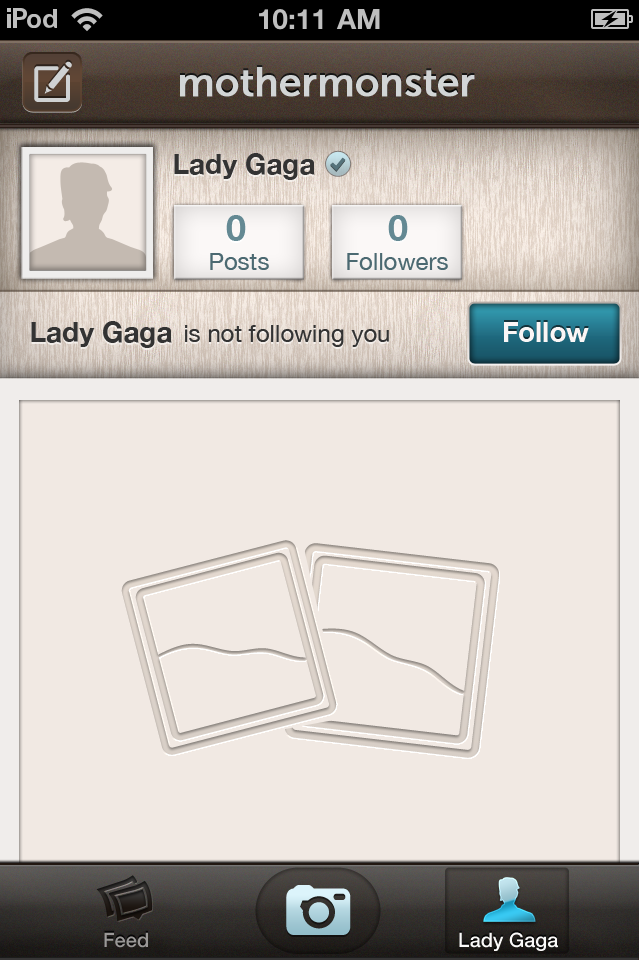 iPod 10:11 AM
mothermonster
Lady Gaga
0 0
Posts Followers
Lady Gaga is not following you Follow
Feed Lady Gaga